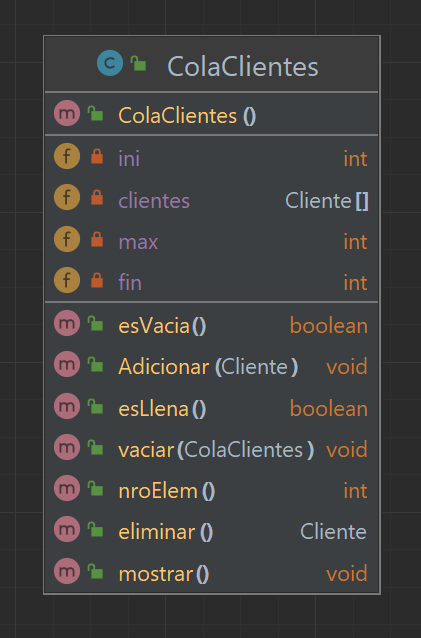 C ColaClientes
m ColaClientes ()
f ini int
f clientes Cliente[]
f max int
f fin int
m esVacia() boolean
m Adicionar (Cliente) void
m esLlena() boolean
m vaciar(ColaClientes) void
m nroElem() int
m eliminar () Cliente
m mostrar() void